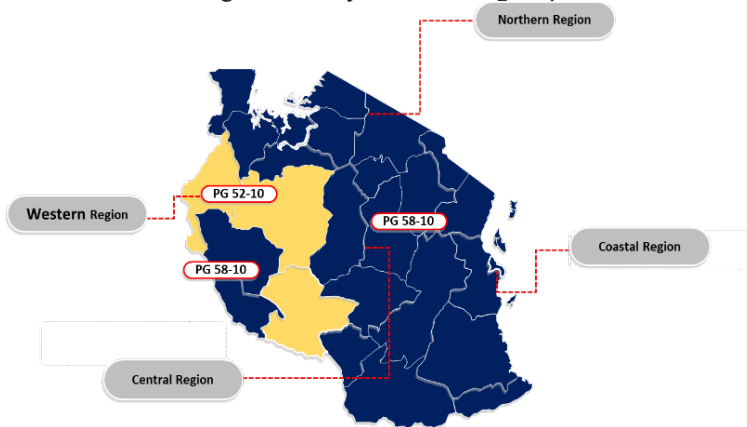 Northern Region
PG 52-10
Western Region
PG 58-10
Coastal Region
PG 58-10
Central Region